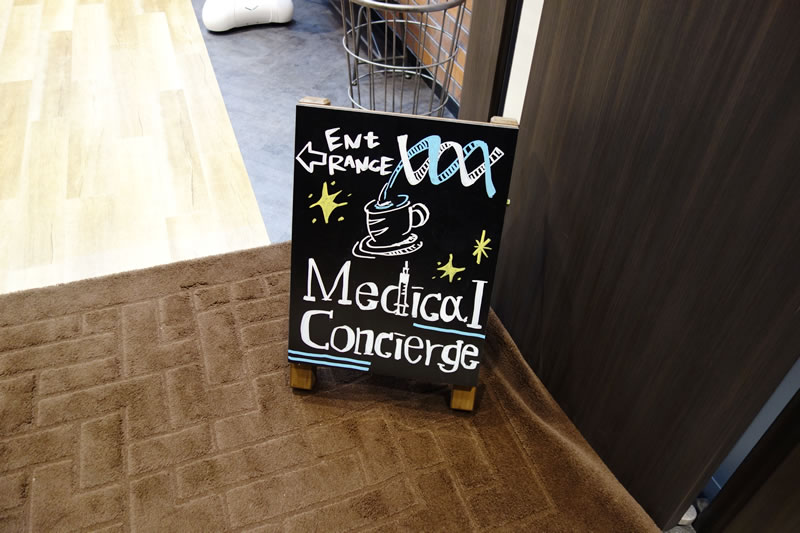 Ent
RANCE
Medical
Concierge